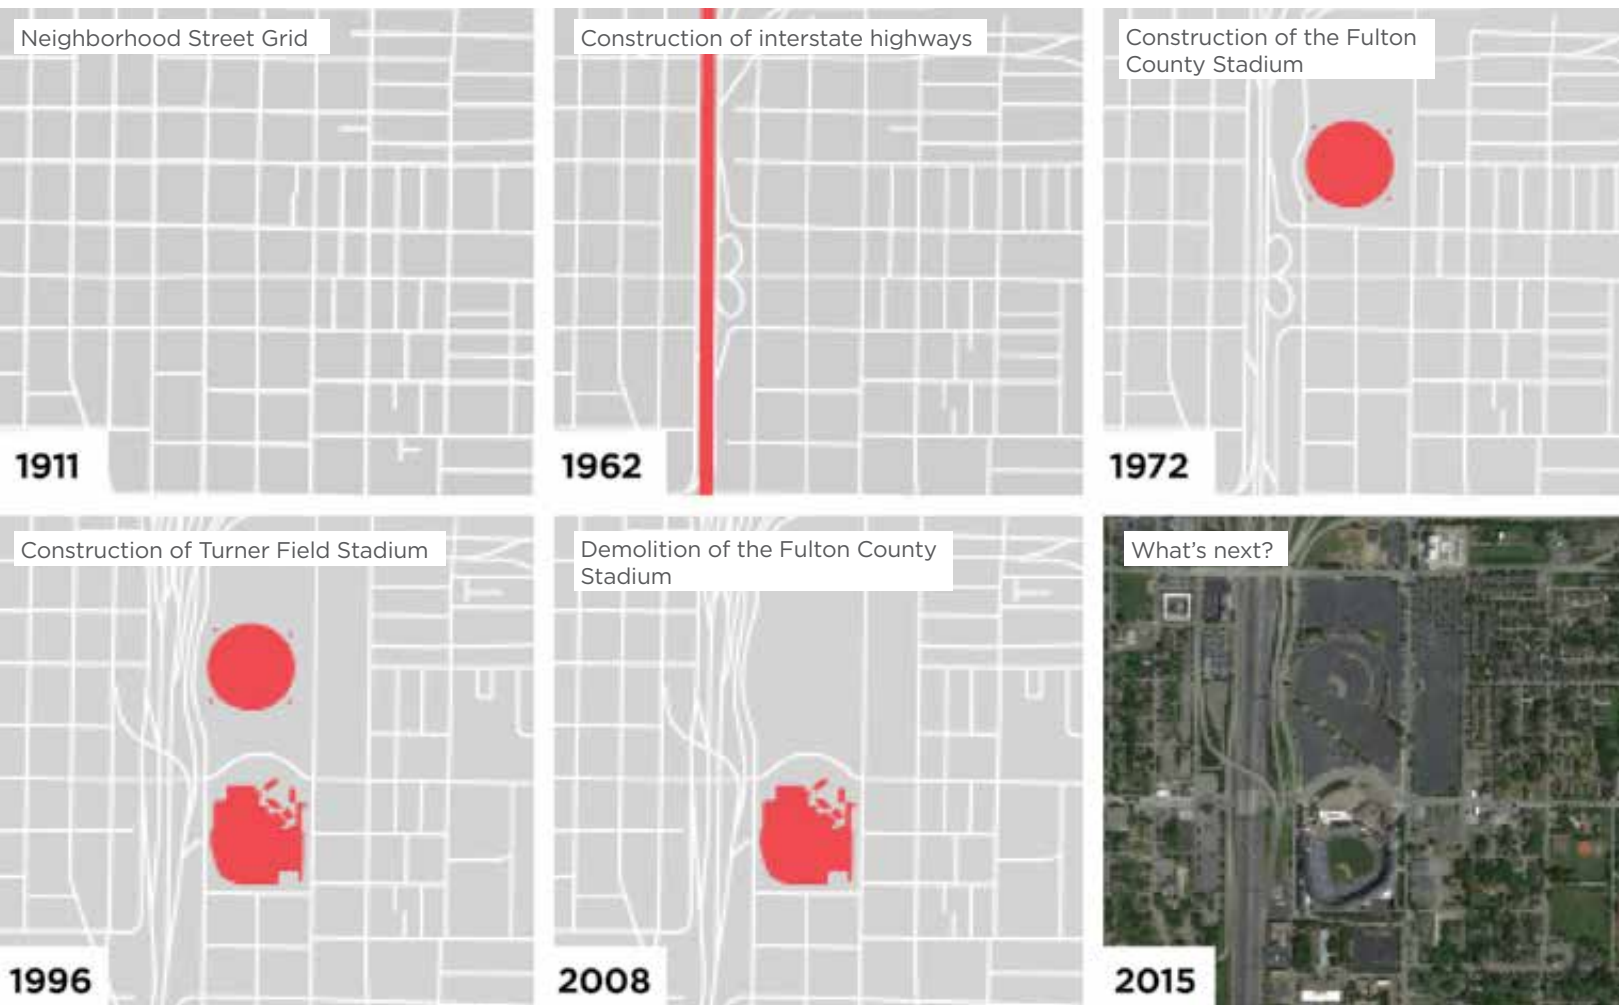 Neighborhood Street Grid
1911
Construction of interstate highways
1962
Construction of the Fulton
County Stadium
1972
Construction of Turner Field Stadium
1996
Demolition of the Fulton County
Stadium
2008
What's next?
2015